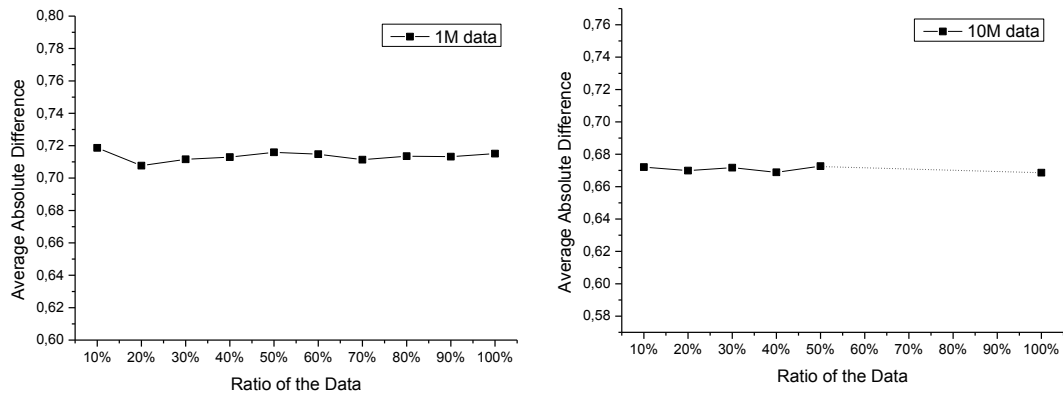 1M data
Average Absolute Difference
0,80
0,78
0,76
0,74
0,72
0,70
0,68
0,66
0,64
0,62
0,60
10% 20% 30% 40% 50% 60% 70% 80% 90% 100%
Ratio of the Data
10M data
Average Absolute Difference
0,76
0,74
0,72
0,70
0,68
0,66
0,64
0,62
0,60
0,58
10% 20% 30% 40% 50% 60% 70% 80% 90% 100%
Ratio of the Data